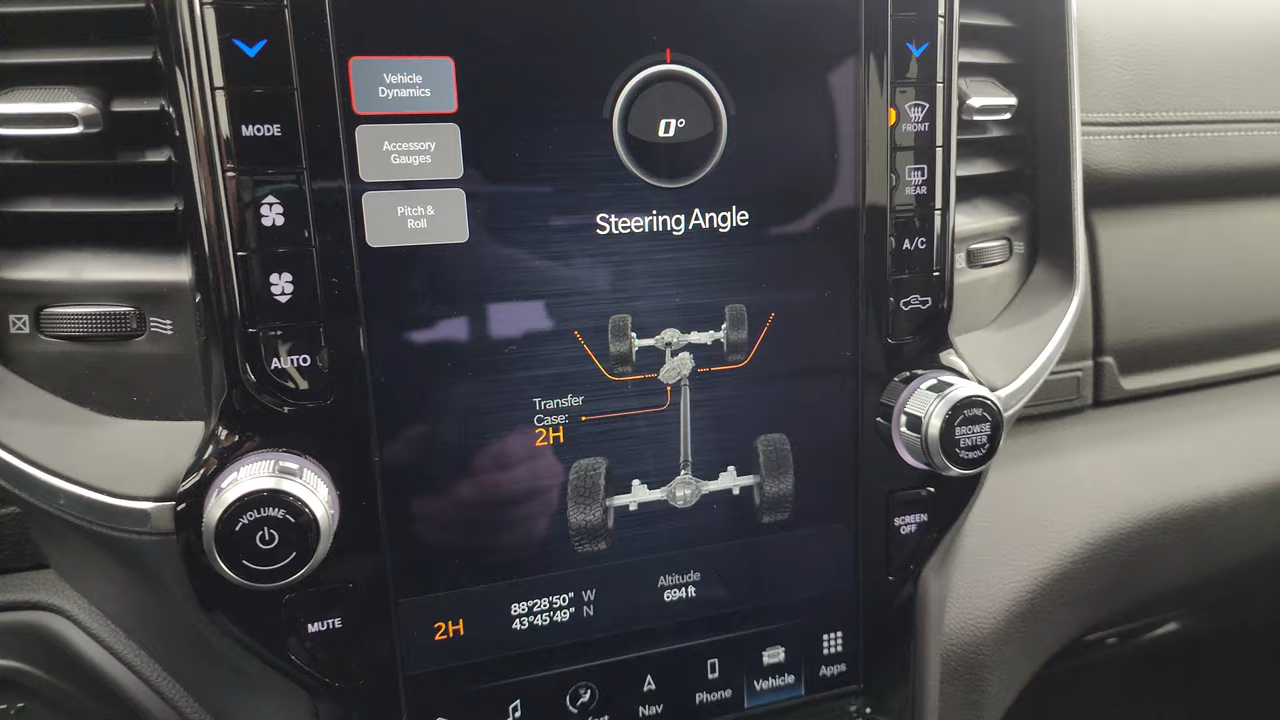 MODE
AUTO
VOLUME
MUTE
Vehicle
Dynamics
Accessory
Gauges
Pitch &
Roll
0°
Steering Angle
Transfer
Case:
2H
2H
88°28'50" W
43°45'49" N
Altitude
694 ft
Nav
Phone
Vehicle
Apps
FRONT
REAR
A/C
TUNE
BROWSE
ENTER
SCROLL
SCREEN
OFF